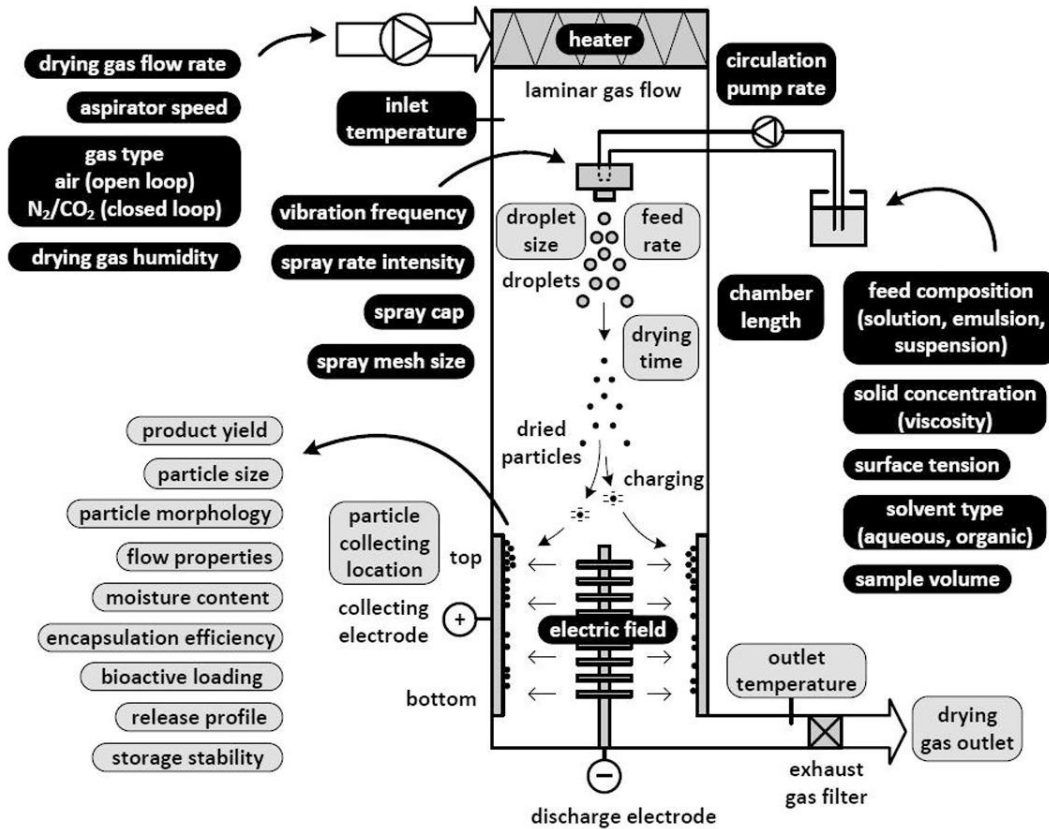 heater
drying gas flow rate
circulation
pump rate
laminar gas flow
aspirator speed
inlet
temperature
gas type
air (open loop)
N₂/CO₂ (closed loop)
vibration frequency
droplet
size
feed
rate
drying gas humidity
spray rate intensity
droplets
chamber
length
feed composition
(solution, emulsion,
suspension)
spray cap
drying
time
spray mesh size
solid concentration
(viscosity)
product yield
dried
particles
surface tension
particle size
charging
solvent type
(aqueous, organic)
particle morphology
particle
collecting
location
top
flow properties
sample volume
moisture content
collecting
electrode
+
electric field
encapsulation efficiency
bioactive loading
outlet
temperature
bottom
release profile
drying
gas outlet
storage stability
exhaust
gas filter
−
discharge electrode